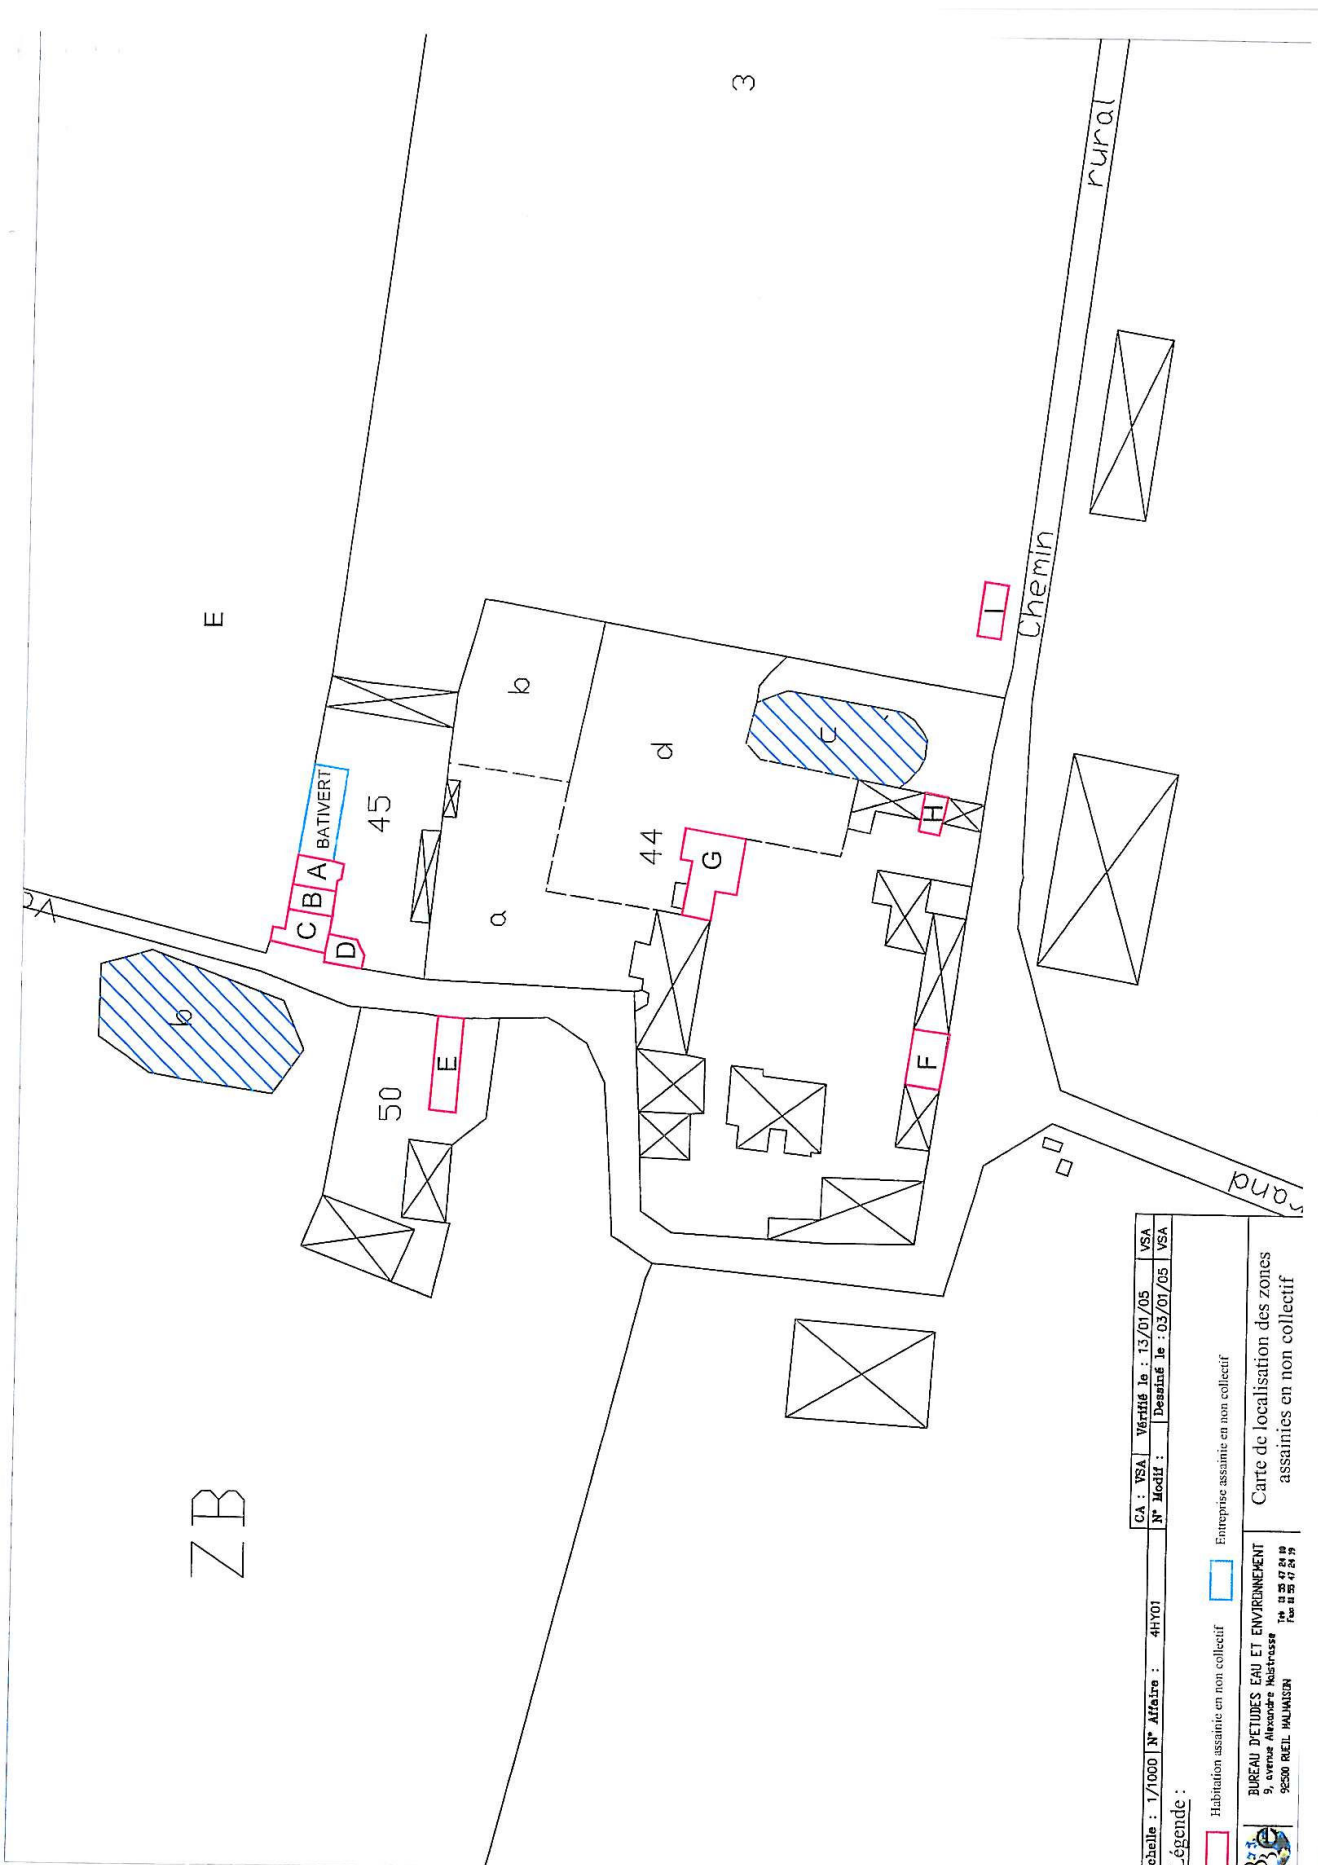 ZB
E
3
b
BATIVERT
A
B
C
D
45
50
E
a
b
d
44
G
c
H
F
I
Chemin rural
rand
chelle : 1/1000 N° Affaire : 4HY01
CA : VSA Vérifié le : 13/01/05 VSA
N° Modif : Dessiné le : 03/01/05 VSA
égende :
Habitation assainie en non collectif
Entreprise assainie en non collectif
BUREAU D'ETUDES EAU ET ENVIRONNEMENT
9, avenue Alexandre Maistrasse
92500 RUEIL MALMAISON
Carte de localisation des zones
assainies en non collectif